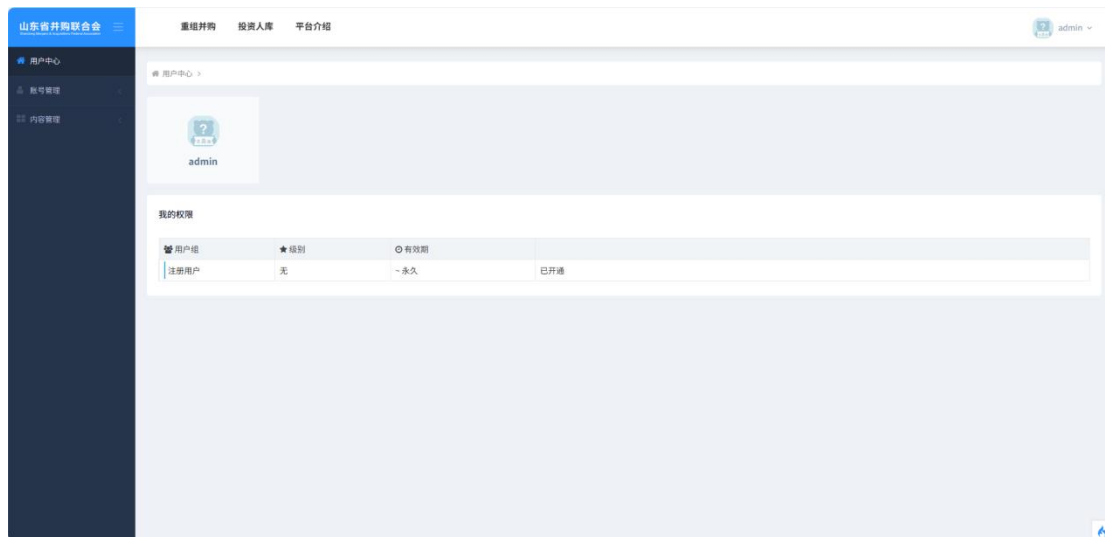 山东省并购联合会
重组并购 投资人库 平台介绍
admin
用户中心
账号管理
内容管理
用户中心 >
admin
我的权限
用户组 级别 有效期
注册用户 无 ~ 永久 已开通